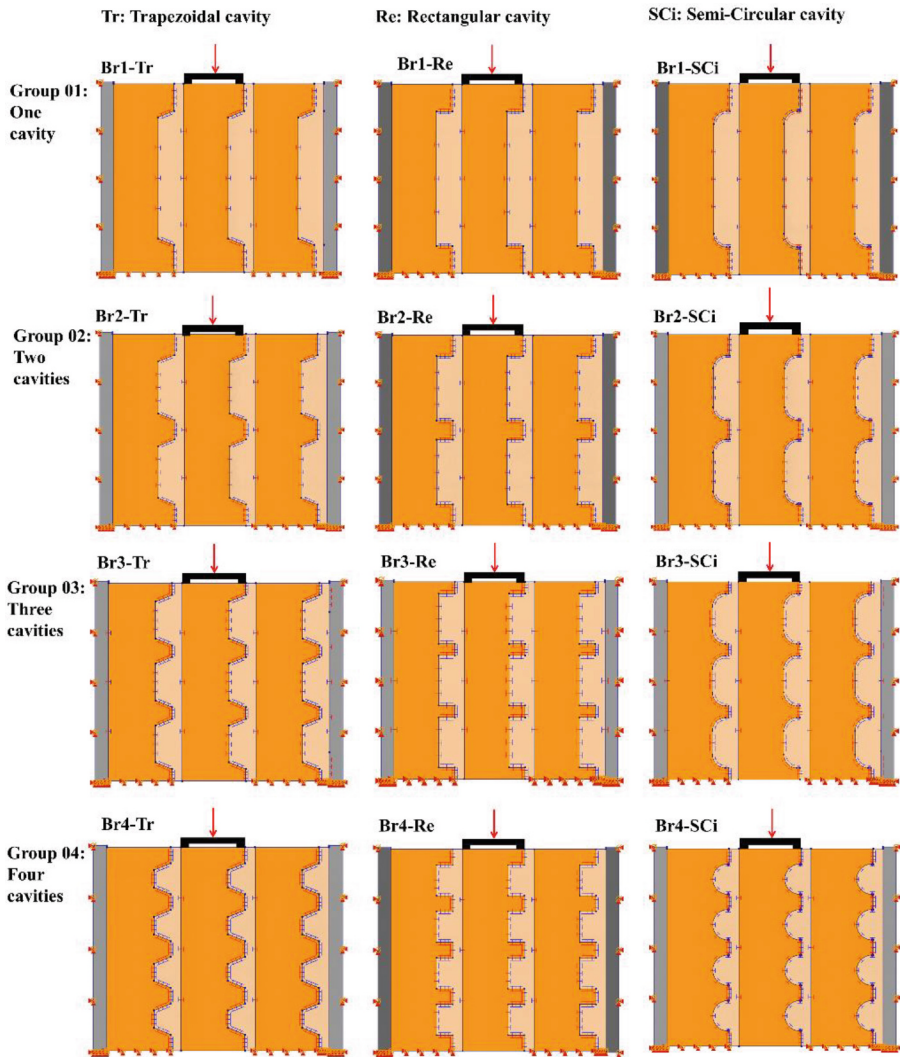 Tr: Trapezoidal cavity
Re: Rectangular cavity
SCi: Semi-Circular cavity
Group 01:
One
cavity
Br1-Tr
Br1-Re
Br1-SCi
Group 02:
Two
cavities
Br2-Tr
Br2-Re
Br2-SCi
Group 03:
Three
cavities
Br3-Tr
Br3-Re
Br3-SCi
Group 04:
Four
cavities
Br4-Tr
Br4-Re
Br4-SCi